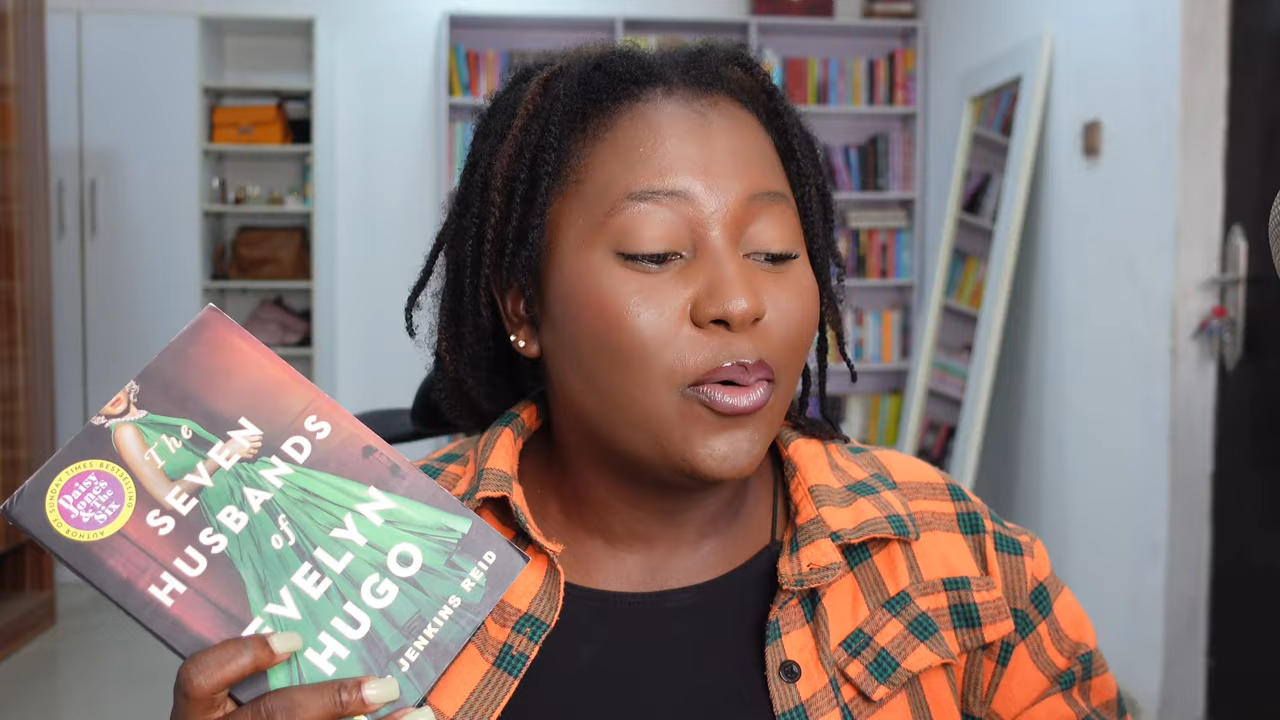 The
SEVEN
HUSBANDS
of
EVELYN
HUGO
JENKINS REID
AUTHOR OF SUNDAY TIMES BESTSELLING
Daisy
Jones
& The
Six